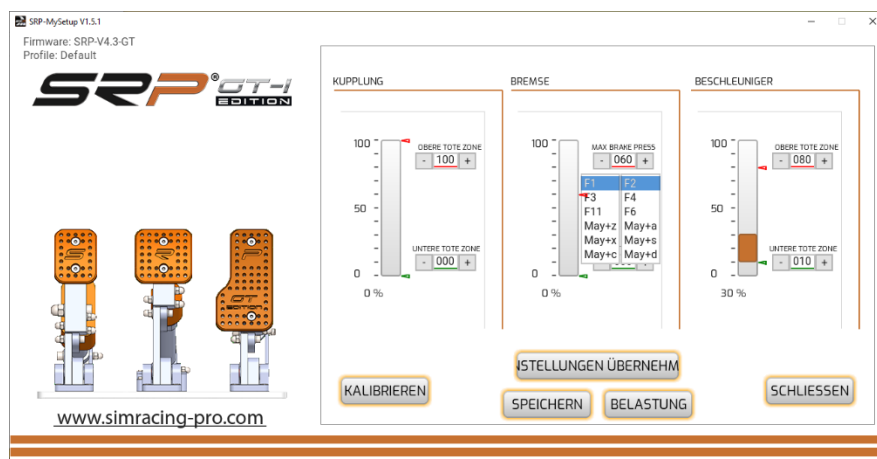 SRP-MySetup V1.5.1
Firmware: SRP-V4.3-GT
Profile: Default
SRP® GT-I
EDITION
www.simracing-pro.com
KUPPLUNG
100
50
0
OBERE TOTE ZONE
- 100 +
UNTERE TOTE ZONE
- 000 +
0 %
BREMSE
100
50
0
MAX BRAKE PRESS
- 060 +
F1 F2
F3 F4
F11 F6
May+z May+a
May+x May+s
May+c May+d
0 %
BESCHLEUNIGER
100
50
0
OBERE TOTE ZONE
- 080 +
UNTERE TOTE ZONE
- 010 +
30 %
KALIBRIEREN
NSTELLUNGEN ÜBERNEHM
SPEICHERN
BELASTUNG
SCHLIESSEN